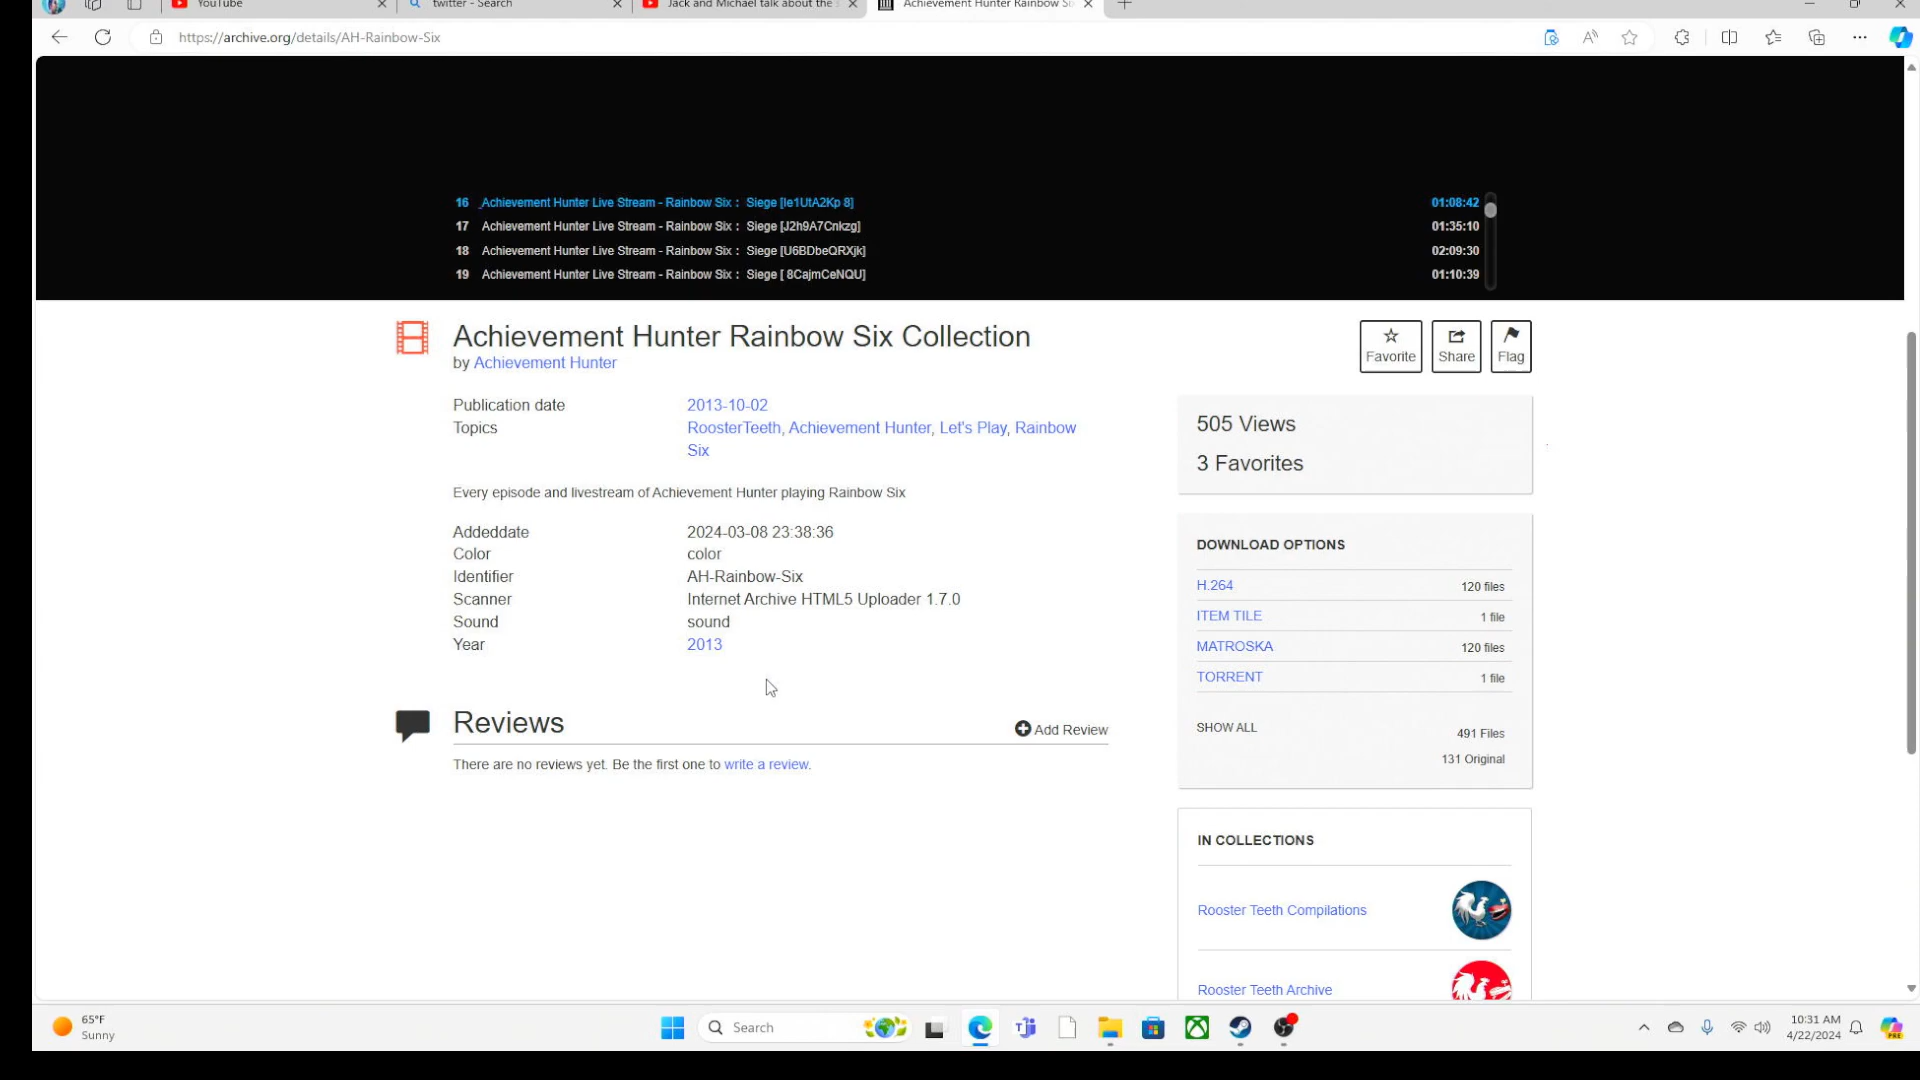 YouTube
twitter - Search
Jack and Michael talk about the s
Achievement Hunter Rainbow Six
https://archive.org/details/AH-Rainbow-Six
16 Achievement Hunter Live Stream - Rainbow Six : Siege [Ie1UtA2Kp 8] 01:08:42
17 Achievement Hunter Live Stream - Rainbow Six : Siege [J2h9A7Cnkzg] 01:35:10
18 Achievement Hunter Live Stream - Rainbow Six : Siege [U6BDbeQRXjk] 02:09:30
19 Achievement Hunter Live Stream - Rainbow Six : Siege [ 8CajmCeNQU] 01:10:39
Achievement Hunter Rainbow Six Collection
by Achievement Hunter
Favorite
Share
Flag
Publication date 2013-10-02
Topics RoosterTeeth, Achievement Hunter, Let's Play, Rainbow
Six
Every episode and livestream of Achievement Hunter playing Rainbow Six
Addeddate 2024-03-08 23:38:36
Color color
Identifier AH-Rainbow-Six
Scanner Internet Archive HTML5 Uploader 1.7.0
Sound sound
Year 2013
Reviews
Add Review
There are no reviews yet. Be the first one to write a review.
505 Views
3 Favorites
DOWNLOAD OPTIONS
H.264 120 files
ITEM TILE 1 file
MATROSKA 120 files
TORRENT 1 file
SHOW ALL 491 Files
131 Original
IN COLLECTIONS
Rooster Teeth Compilations
Rooster Teeth Archive
65°F
Sunny
Search
10:31 AM
4/22/2024
PRE